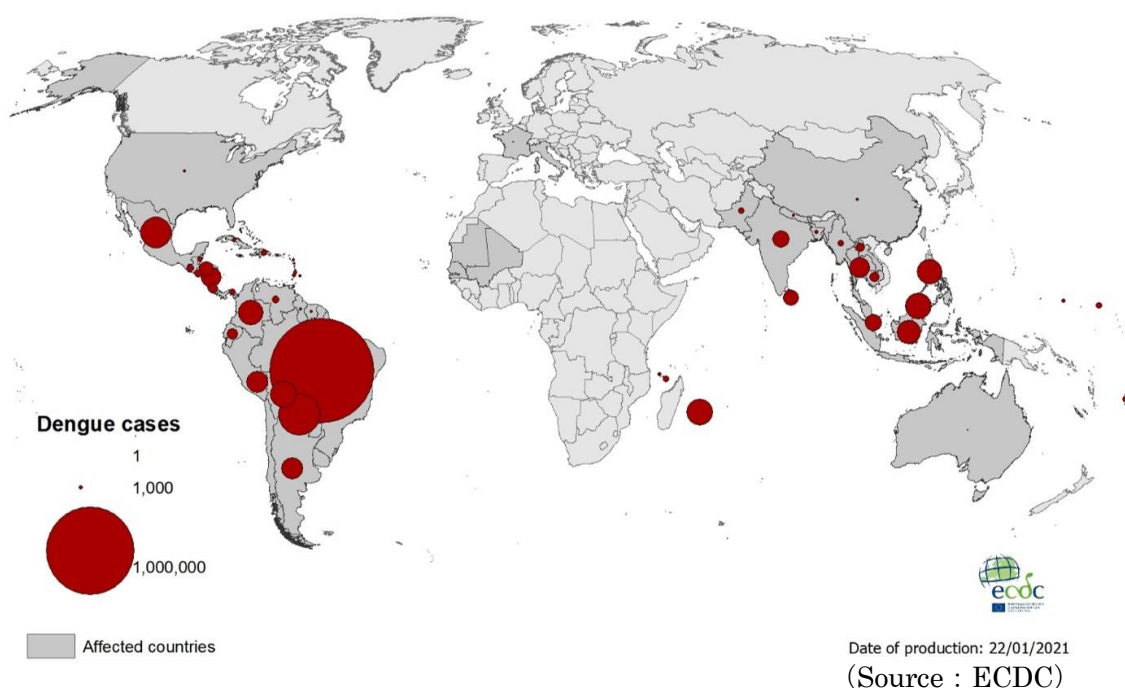 Dengue cases
1
1,000
1,000,000
Affected countries
ecdc
Date of production: 22/01/2021
(Source : ECDC)